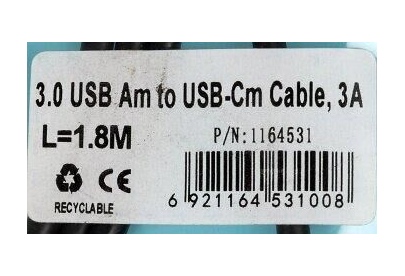 3.0 USB Am to USB-Cm Cable, 3A
L=1.8M P/N:1164531
CE
RECYCLABLE
6 921164 531008